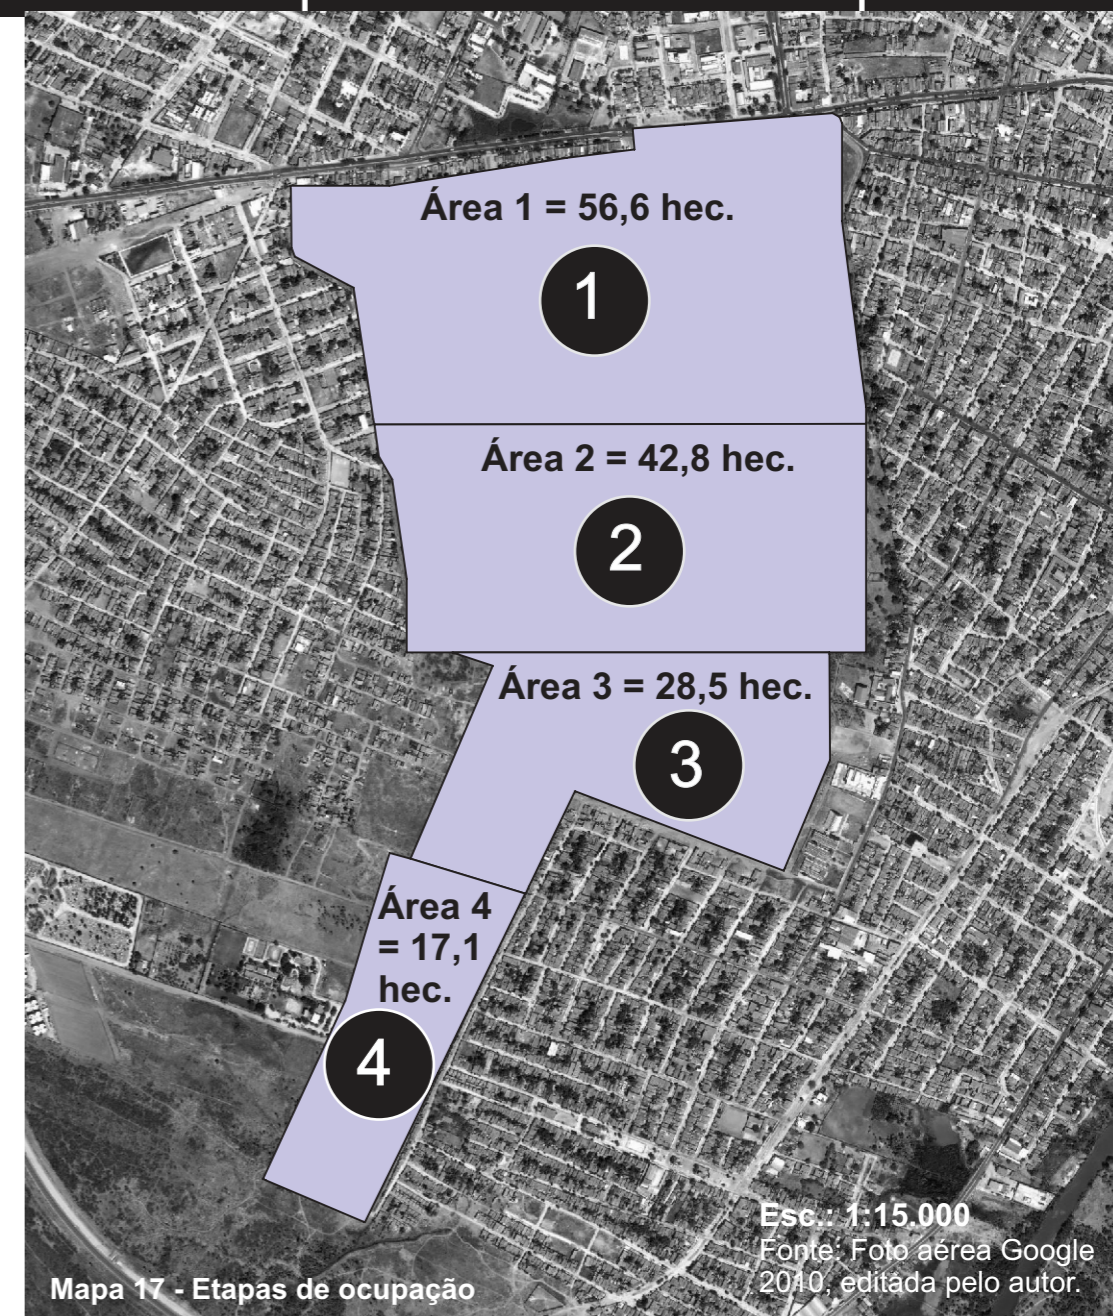 Área 1 = 56,6 hec.
1
Área 2 = 42,8 hec.
2
Área 3 = 28,5 hec.
3
Área 4
= 17,1
hec.
4
Esc.: 1:15.000
Fonte: Foto aérea Google
2010, editada pelo autor.
Mapa 17 - Etapas de ocupação